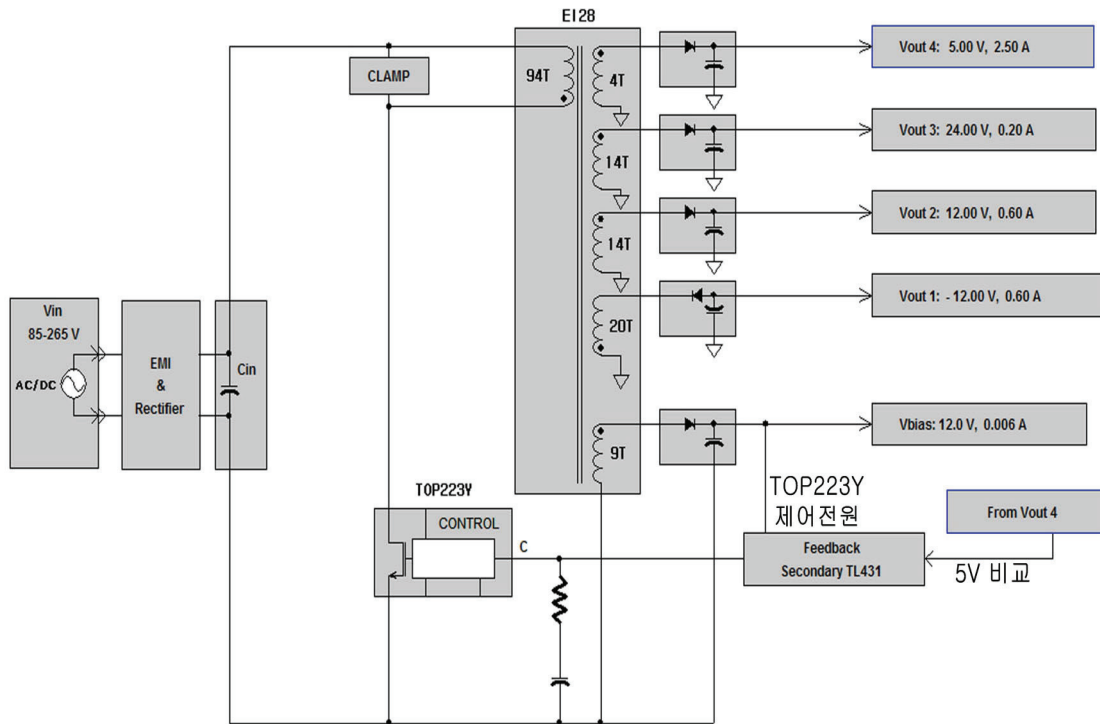 EI28
Vout 4: 5.00 V, 2.50 A
CLAMP
94T
4T
Vout 3: 24.00 V, 0.20 A
14T
Vout 2: 12.00 V, 0.60 A
14T
Vout 1: - 12.00 V, 0.60 A
20T
Vin
85-265 V
AC/DC
EMI
&
Rectifier
Cin
Vbias: 12.0 V, 0.006 A
9T
TOP223Y
제어전원
TOP223Y
CONTROL
C
From Vout 4
Feedback
Secondary TL431
5V 비교